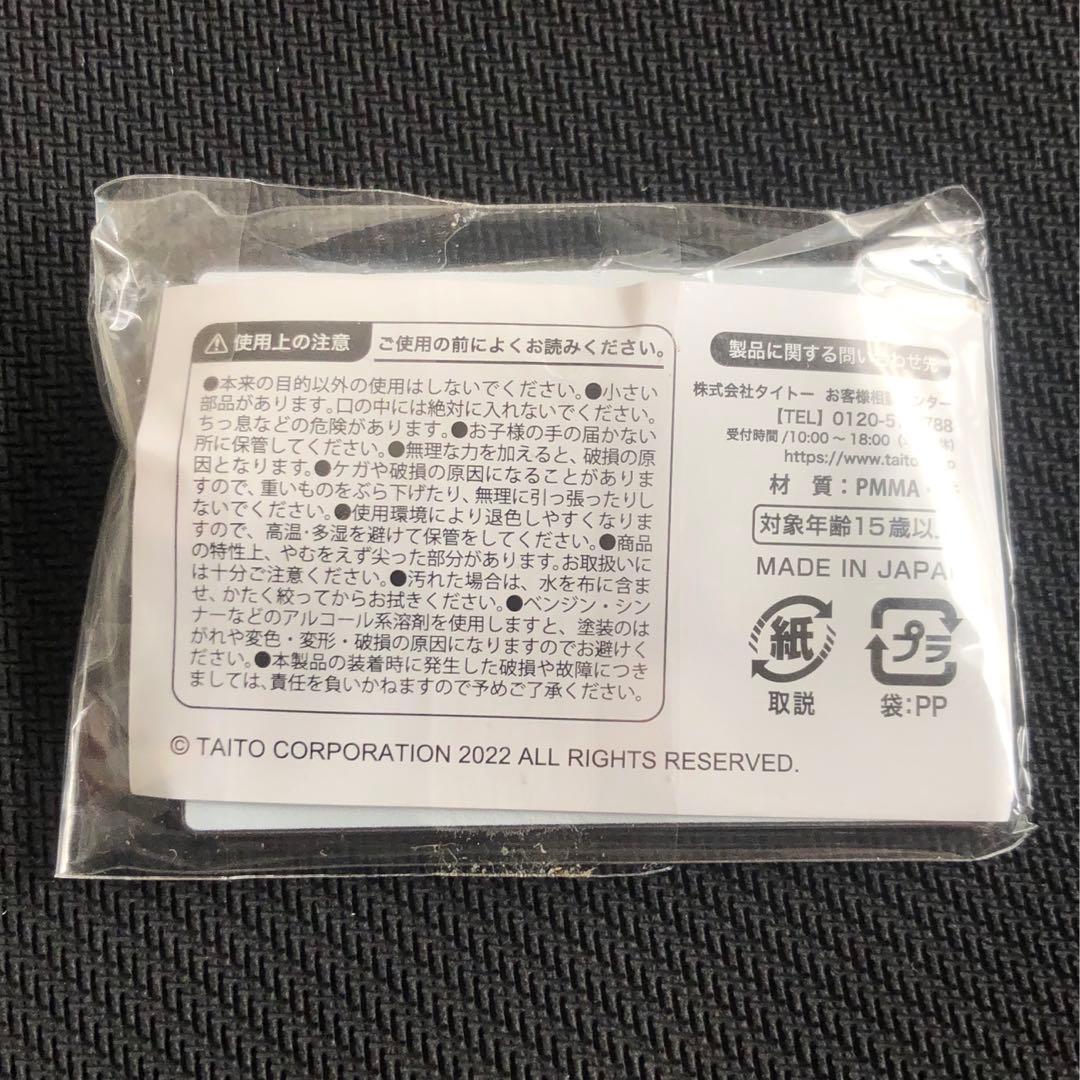 使用上の注意 ご使用の前によくお読みください。
●本来の目的以外の使用はしないでください。●小さい
部品があります。口の中には絶対に入れないでください。
ちっ息などの危険があります。●お子様の手の届かない
所に保管してください。●無理な力を加えると、破損の原
因となります。●ケガや破損の原因になることがありま
すので、重いものをぶら下げたり、無理に引っ張ったりし
ないでください。●使用環境により退色しやすくなりま
すので、高温・多湿を避けて保管をしてください。●商品
の特性上、やむをえず尖った部分があります。お取扱いに
は十分ご注意ください。●汚れた場合は、水を布に含ま
せ、かたく絞ってからお拭きください。●ベンジン・シン
ナーなどのアルコール系溶剤を使用しますと、塗装のは
がれや変色・変形・破損の原因になりますのでお避けく
ださい。●本製品の装着時に発生した破損や故障につき
ましては、責任を負いかねますので予めご了承ください。
製品に関する問い合わせ先
株式会社タイトー お客様相談センター
【TEL】0120-5 788
受付時間/10:00～18:00
https://www.taito
材 質：PMMA・
対象年齢15歳以
MADE IN JAPAN
紙
取説
プラ
袋：PP
© TAITO CORPORATION 2022 ALL RIGHTS RESERVED.